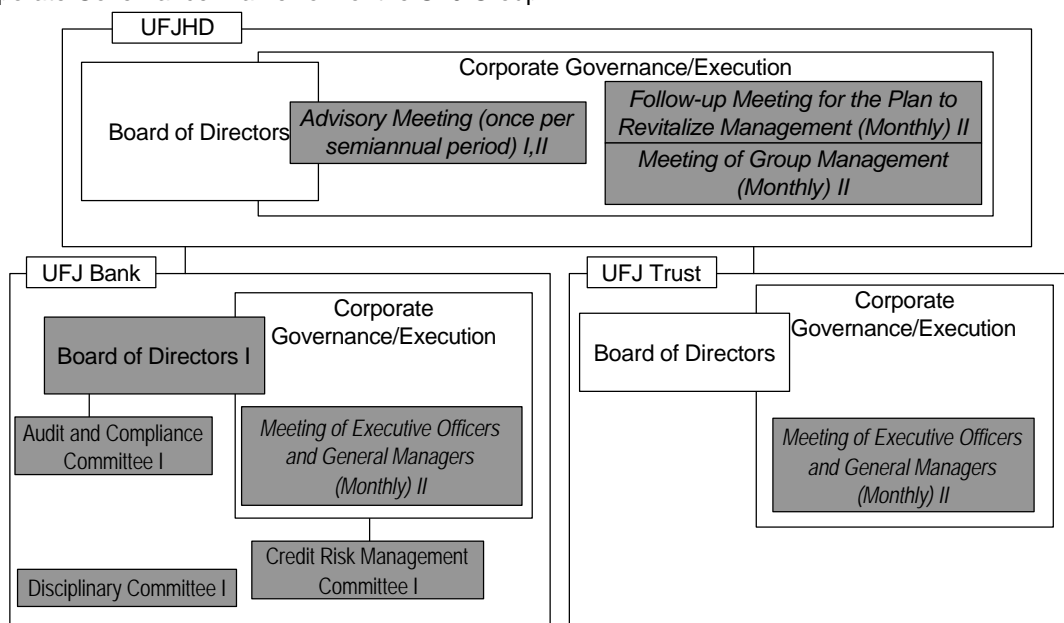 UFJHD
Corporate Governance/Execution
Board of Directors
Advisory Meeting (once per
semiannual period) I,II
Follow-up Meeting for the Plan to
Revitalize Management (Monthly) II
Meeting of Group Management
(Monthly) II
UFJ Bank
Corporate
Governance/Execution
Board of Directors I
Audit and Compliance
Committee I
Meeting of Executive Officers
and General Managers
(Monthly) II
Credit Risk Management
Committee I
Disciplinary Committee I
UFJ Trust
Corporate
Governance/Execution
Board of Directors
Meeting of Executive Officers
and General Managers
(Monthly) II